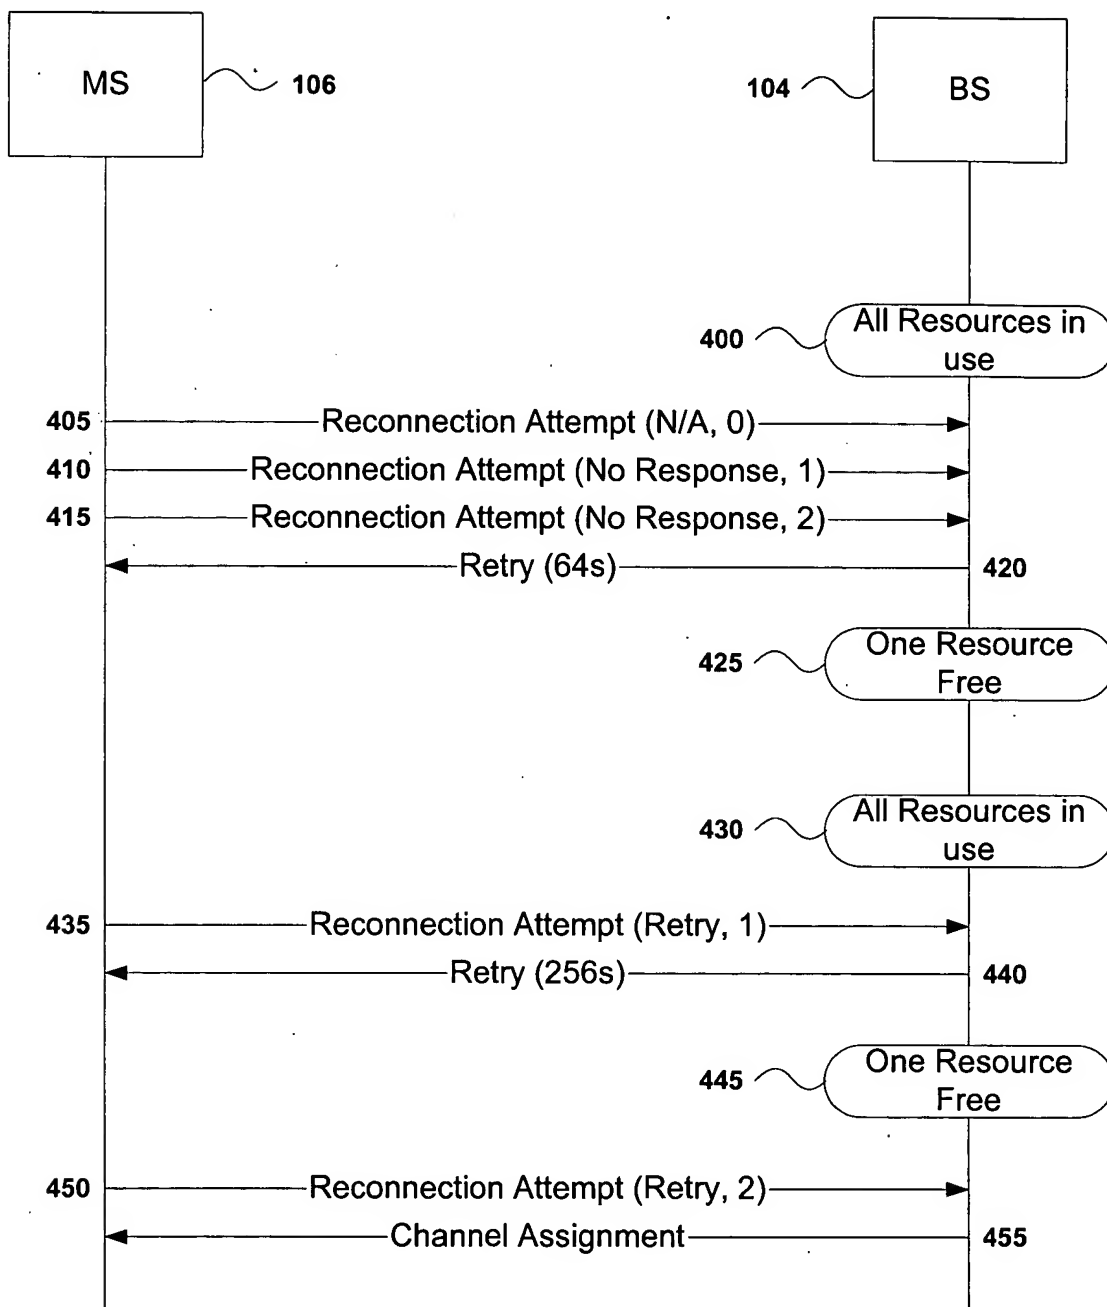 MS
106
104
BS
400
All Resources in
use
405
Reconnection Attempt (N/A, 0)
410
Reconnection Attempt (No Response, 1)
415
Reconnection Attempt (No Response, 2)
Retry (64s)
420
425
One Resource
Free
430
All Resources in
use
435
Reconnection Attempt (Retry, 1)
Retry (256s)
440
445
One Resource
Free
450
Reconnection Attempt (Retry, 2)
Channel Assignment
455